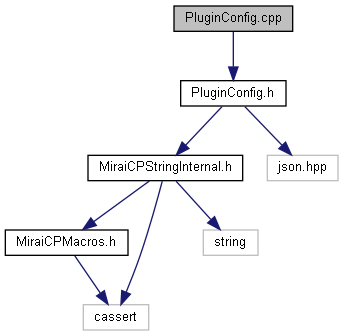 PluginConfig.cpp
PluginConfig.h
MiraiCPStringInternal.h
json.hpp
MiraiCPMacros.h
string
cassert